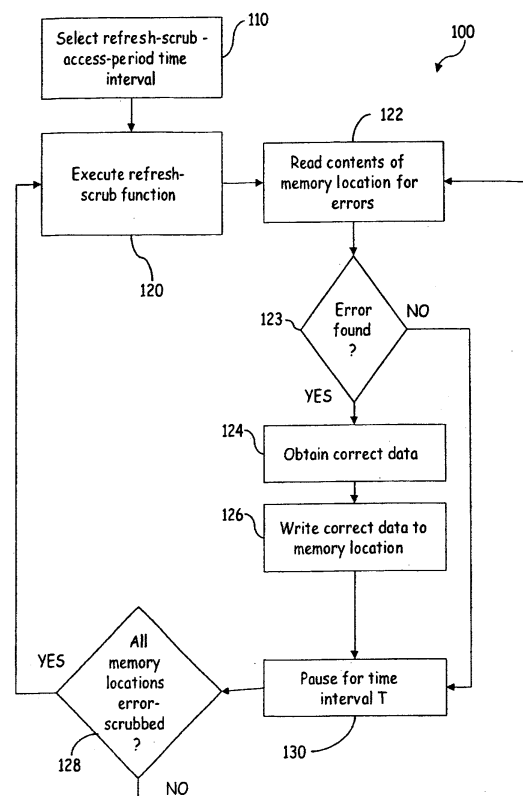 110
Select refresh-scrub -
access-period time
interval
100
122
Execute refresh-
scrub function
Read contents of
memory location for
errors
120
123
Error
found
?
NO
YES
124
Obtain correct data
126
Write correct data to
memory location
YES
All
memory
locations
error-
scrubbed
?
Pause for time
interval T
128
130
NO